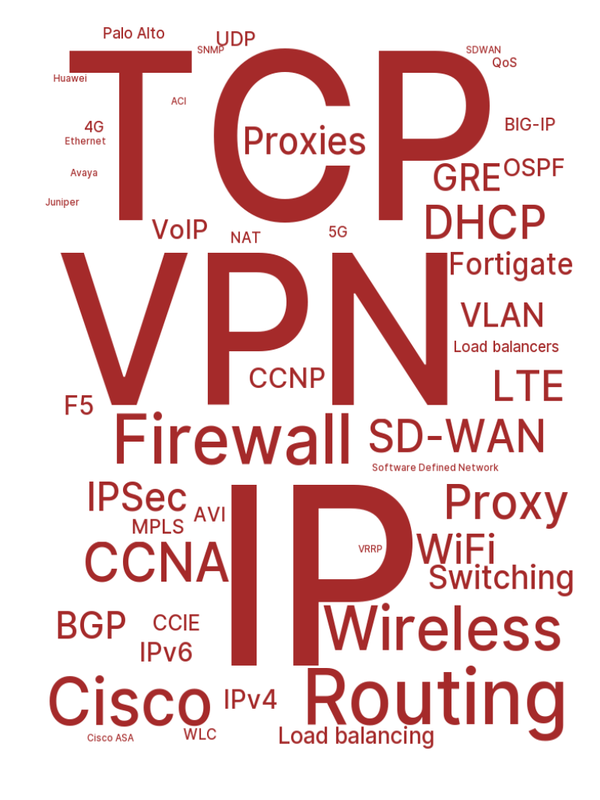 Palo Alto
UDP
SNMP
SDWAN
QoS
Huawei
TCP
ACI
4G
BIG-IP
Ethernet
Proxies
OSPF
Avaya
GRE
Juniper
DHCP
VoIP
NAT
5G
Fortigate
VPN
VLAN
Load balancers
CCNP
LTE
F5
Firewall
SD-WAN
Software Defined Network
IPSec
Proxy
AVI
MPLS
IP
VRRP
WiFi
CCNA
Switching
BGP
CCIE
Wireless
IPv6
Cisco
IPv4
Routing
Cisco ASA
WLC
Load balancing